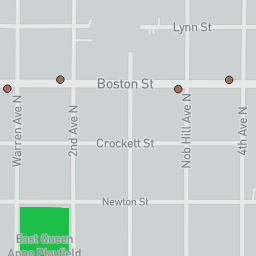 Lynn St
Boston St
Warren Ave N
2nd Ave N
Nob Hill Ave N
4th Ave N
Crockett St
Newton St
East Queen
Anne Playfield